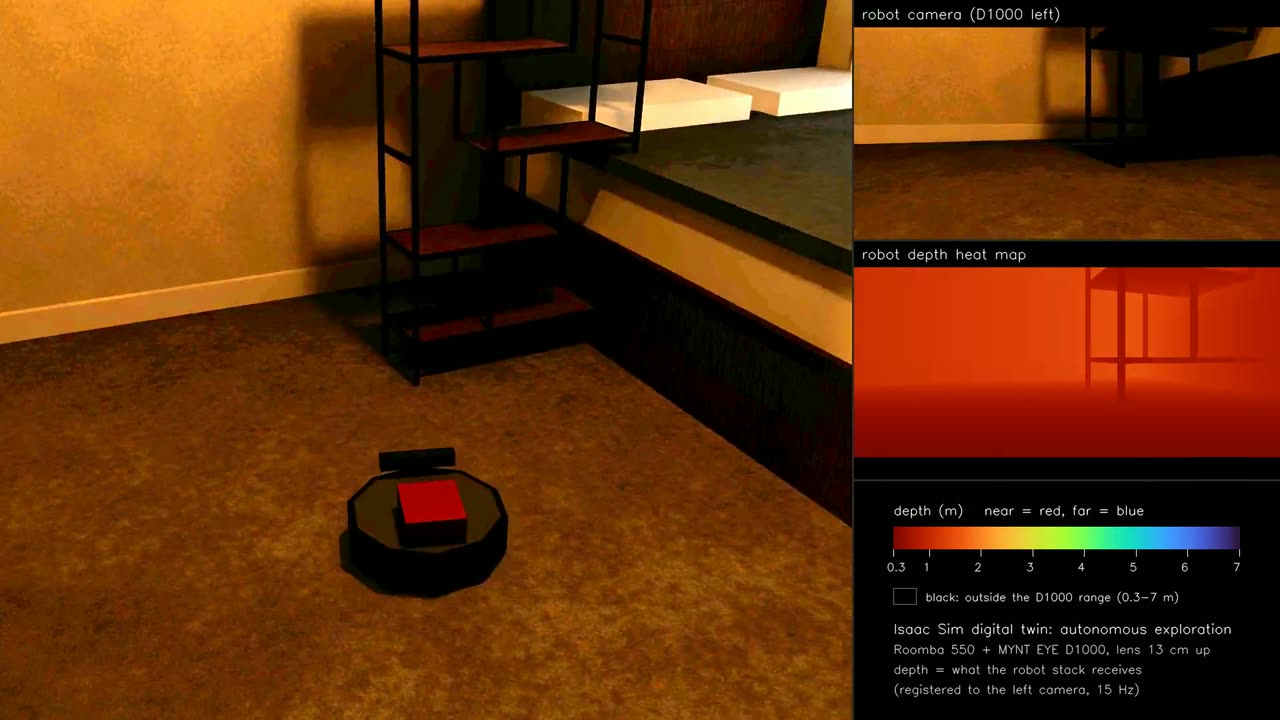 robot camera (D1000 left)
robot depth heat map
depth (m) near = red, far = blue
0.3 1 2 3 4 5 6 7
black: outside the D1000 range (0.3–7 m)
Isaac Sim digital twin: autonomous exploration
Roomba 550 + MYNT EYE D1000, lens 13 cm up
depth = what the robot stack receives
(registered to the left camera, 15 Hz)